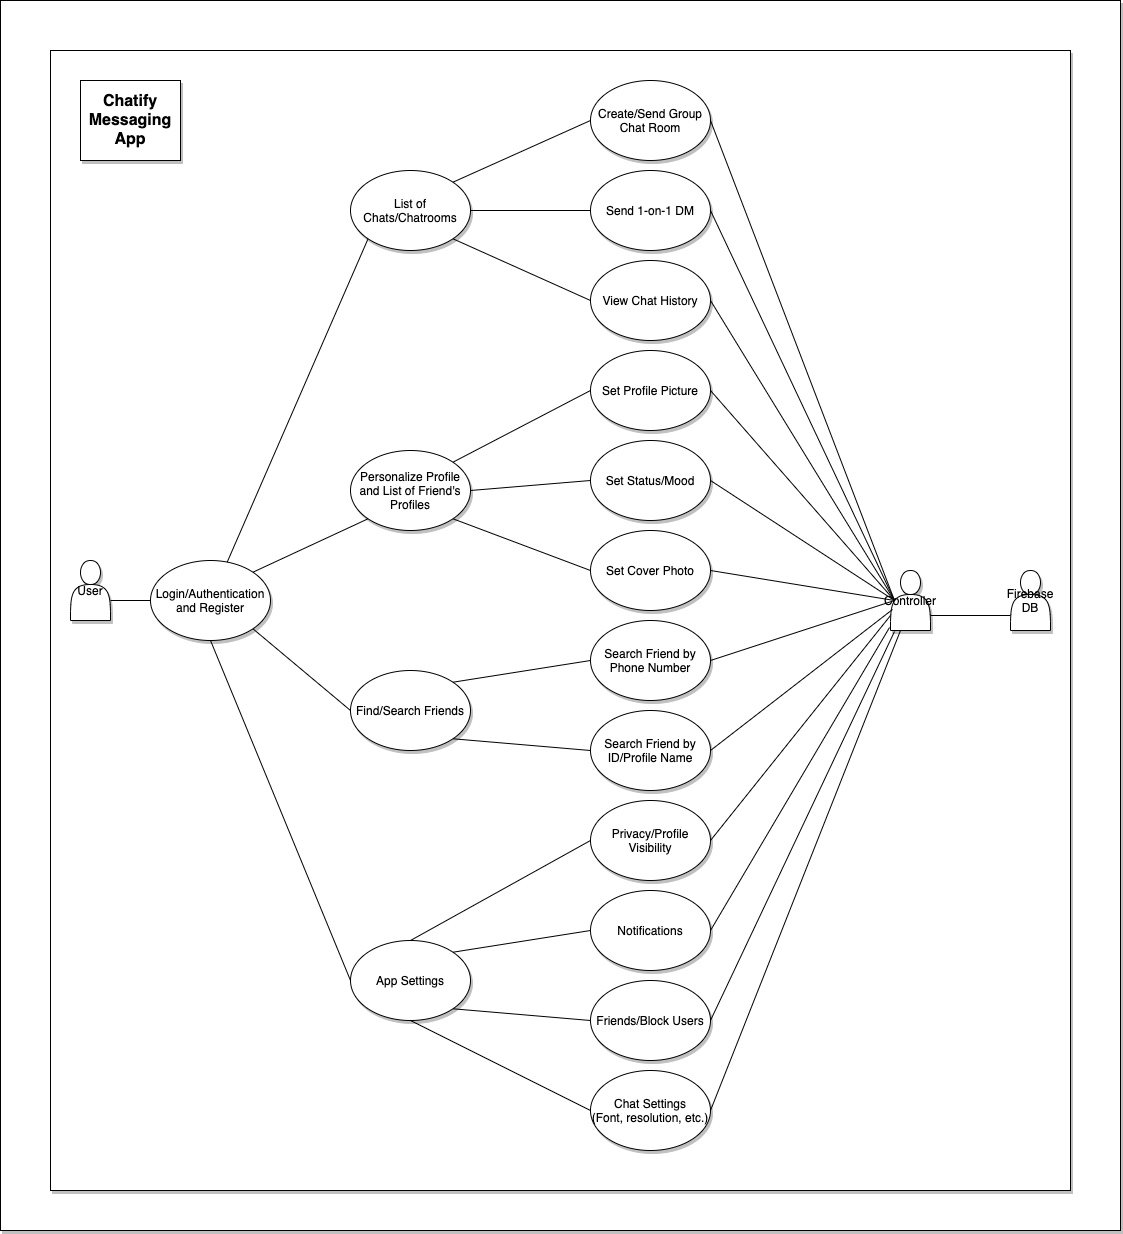 Chatify
Messaging
App
Create/Send Group
Chat Room
List of
Chats/Chatrooms
Send 1-on-1 DM
View Chat History
Set Profile Picture
Personalize Profile
and List of Friend's
Profiles
Set Status/Mood
Set Cover Photo
User
Login/Authentication
and Register
Controller
Firebase
DB
Search Friend by
Phone Number
Find/Search Friends
Search Friend by
ID/Profile Name
Privacy/Profile
Visibility
Notifications
App Settings
Friends/Block Users
Chat Settings
(Font, resolution, etc.)